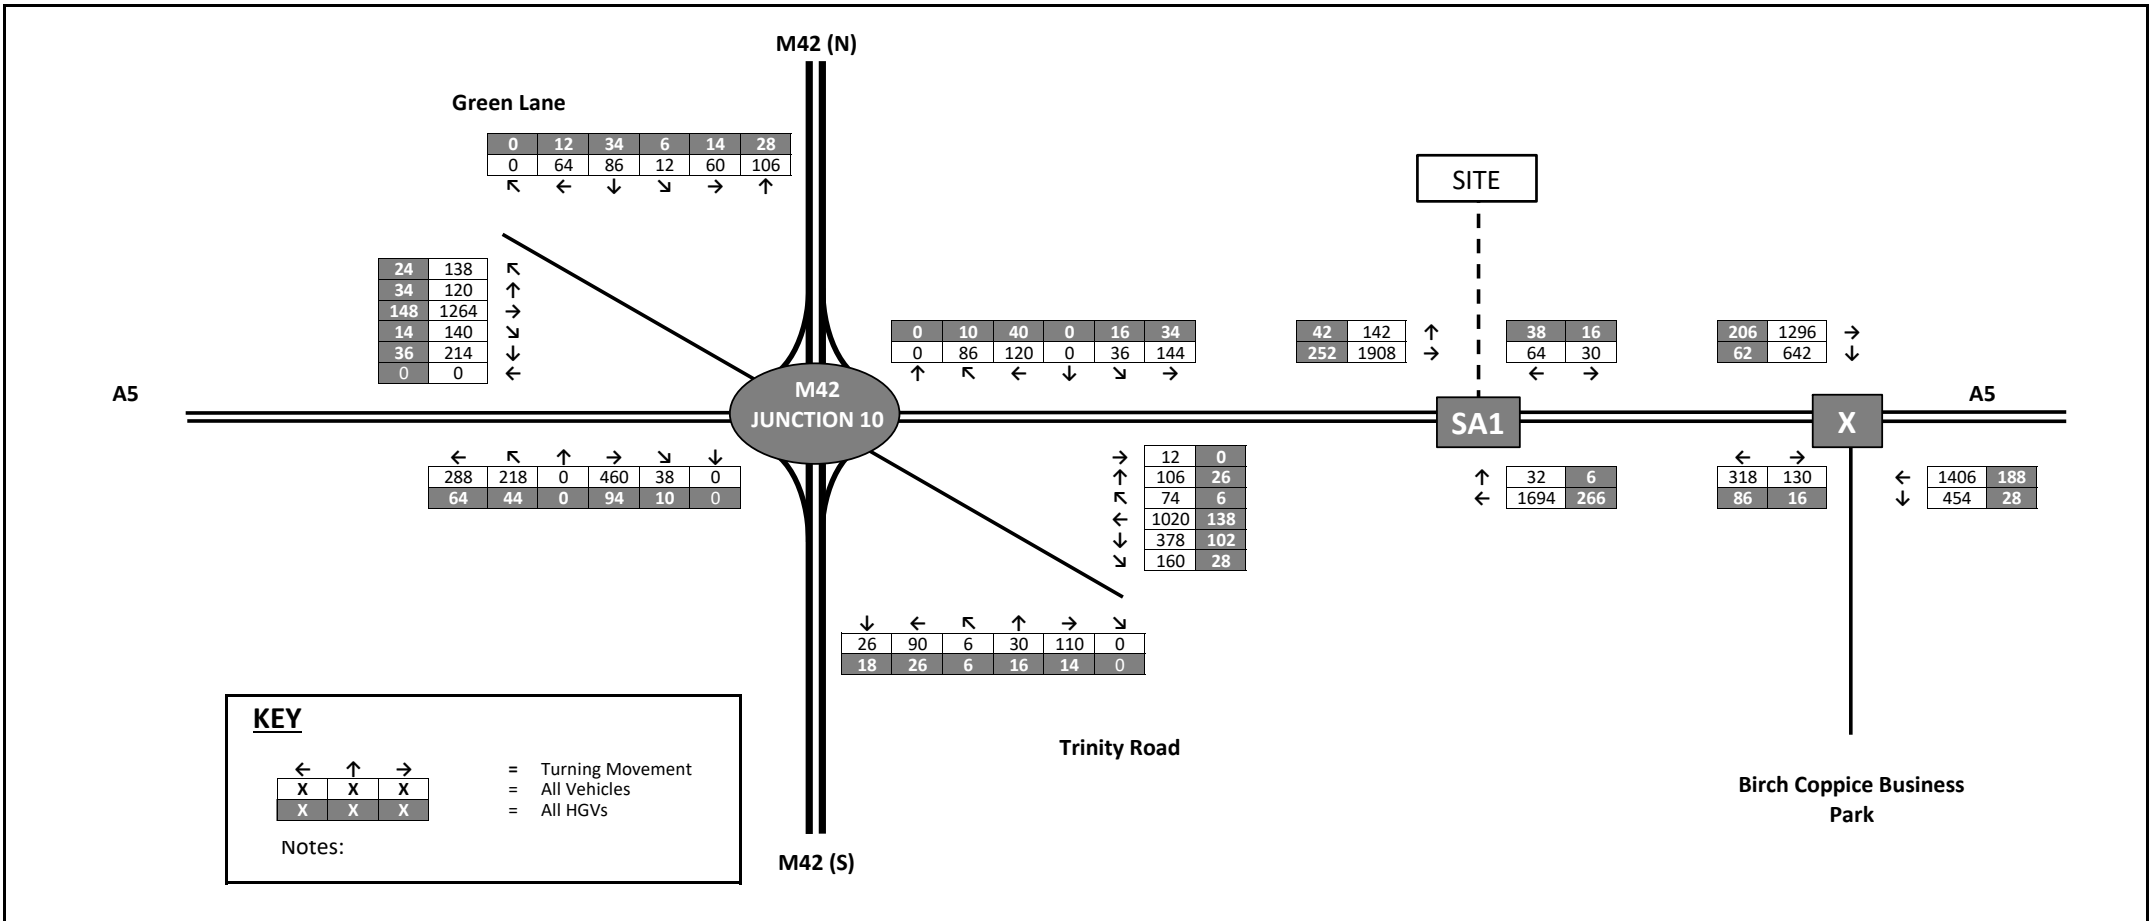 M42 (N)
Green Lane
0 12 34 6 14 28
0 64 86 12 60 106
↖ ← ↓ ↘ → ↑
SITE
24 138 ↖
34 120 ↑
148 1264 →
14 140 ↘
36 214 ↓
0 0 ←
0 10 40 0 16 34
0 86 120 0 36 144
↑ ↖ ← ↓ ↘ →
42 142 ↑
252 1908 →
38 16
64 30
← →
206 1296 →
62 642 ↓
A5
M42
JUNCTION 10
SA1
X
A5
← ↖ ↑ → ↘ ↓
288 218 0 460 38 0
64 44 0 94 10 0
→ 12 0
↑ 106 26
↖ 74 6
← 1020 138
↓ 378 102
↘ 160 28
↑ 32 6
← 1694 266
← →
318 130
86 16
← 1406 188
↓ 454 28
↓ ← ↖ ↑ → ↘
26 90 6 30 110 0
18 26 6 16 14 0
Trinity Road
Birch Coppice Business
Park
KEY
← ↑ → = Turning Movement
X X X = All Vehicles
X X X = All HGVs
Notes:
M42 (S)